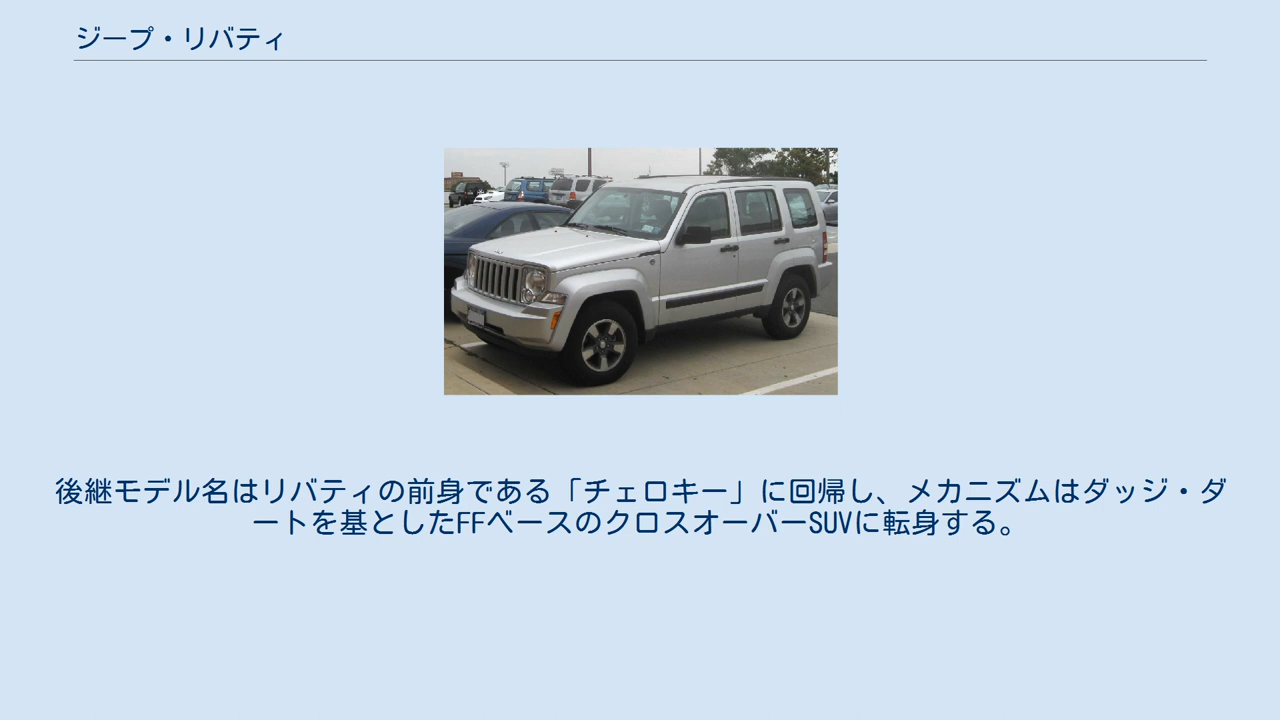 ジープ・リバティ
後継モデル名はリバティの前身である「チェロキー」に回帰し、メカニズムはダッジ・ダ
ートを基としたFFベースのクロスオーバーSUVに転身する。